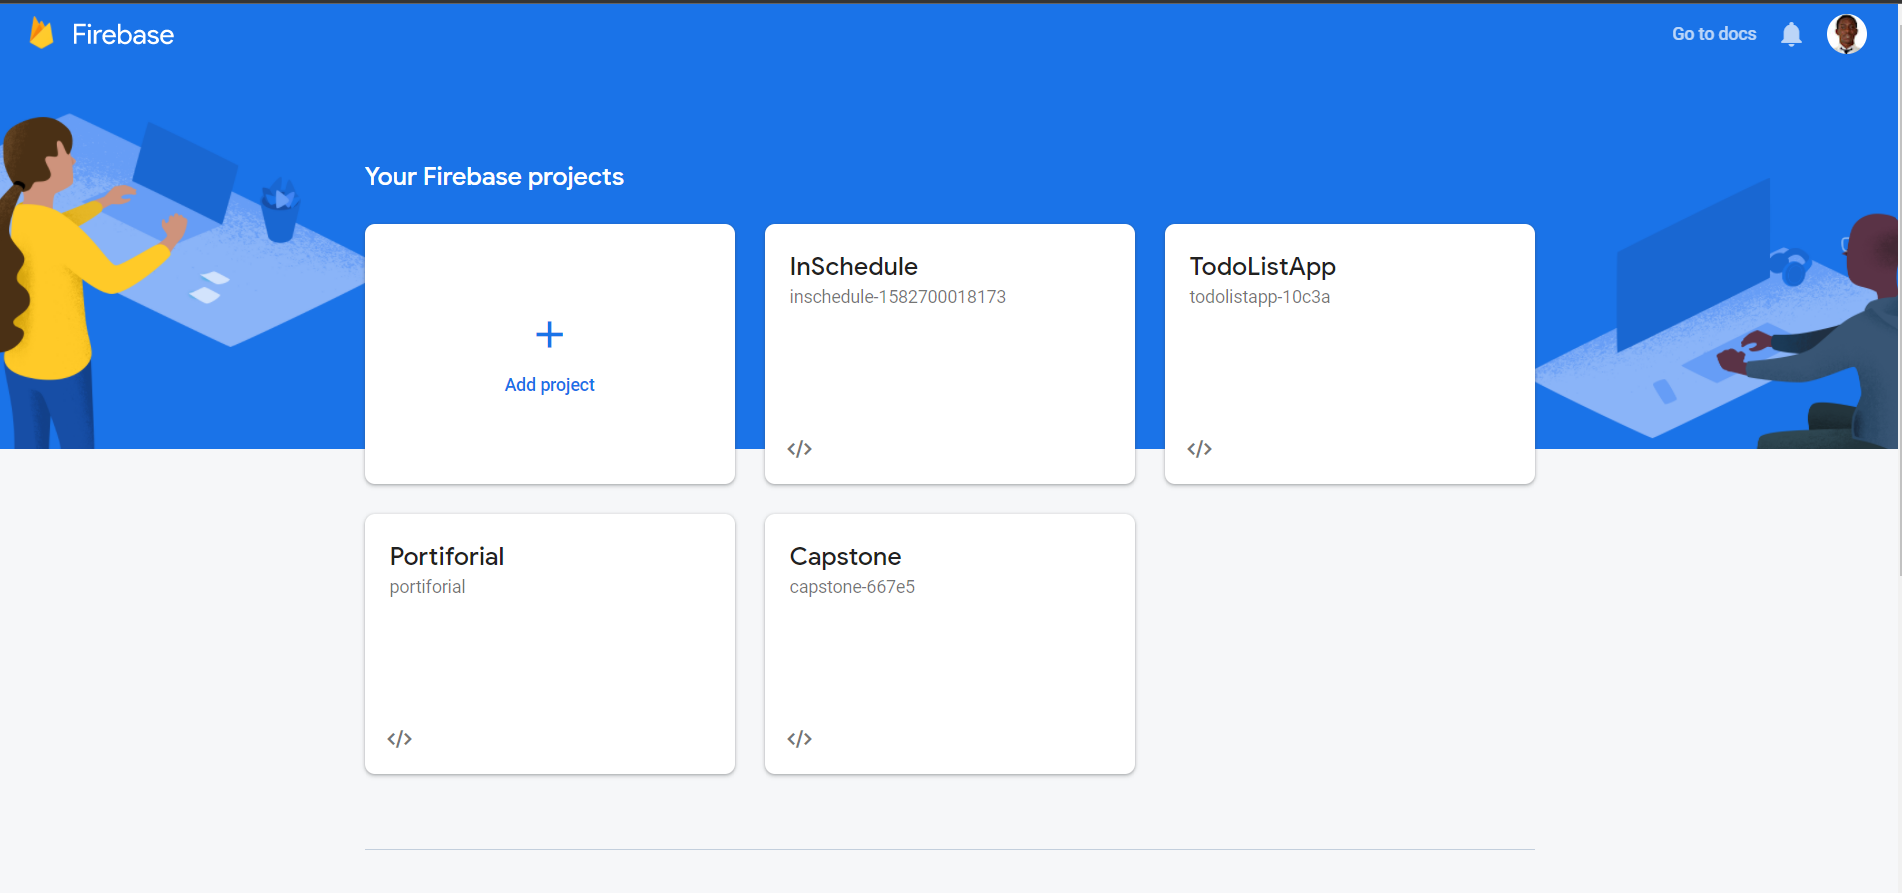 Firebase
Go to docs
Your Firebase projects
Add project
InSchedule
inschedule-1582700018173
TodoListApp
todolistapp-10c3a
Portiforial
portiforial
Capstone
capstone-667e5